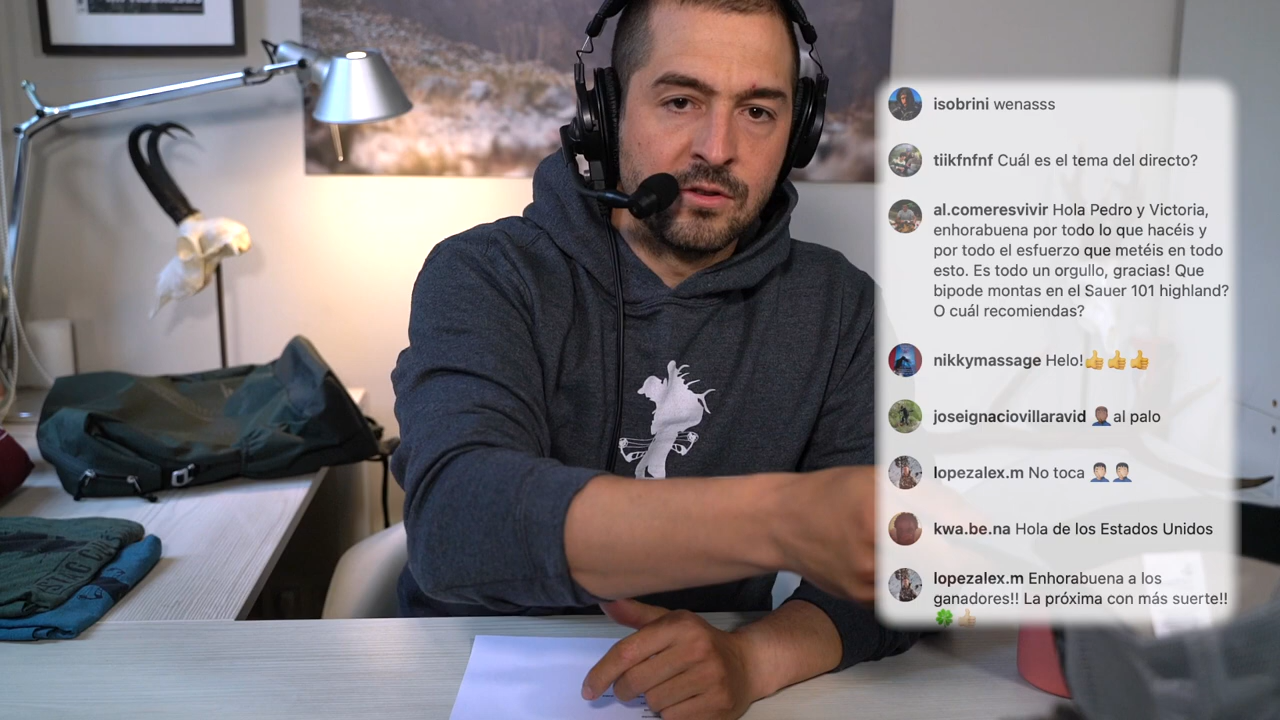 isobrini wenasss
tiikfnfnf Cuál es el tema del directo?
al.comeresvivir Hola Pedro y Victoria,
enhorabuena por todo lo que hacéis y
por todo el esfuerzo que metéis en todo
esto. Es todo un orgullo, gracias! Que
bipode montas en el Sauer 101 highland?
O cuál recomiendas?
nikkymassage Helo!👍👍👍
joseignaciovillaravid 🤦🏽‍♂️al palo
lopezalex.m No toca 🤦🏼‍♂️🤦🏼‍♂️
kwa.be.na Hola de los Estados Unidos
lopezalex.m Enhorabuena a los
ganadores!! La próxima con más suerte!!
🍀👍🏼